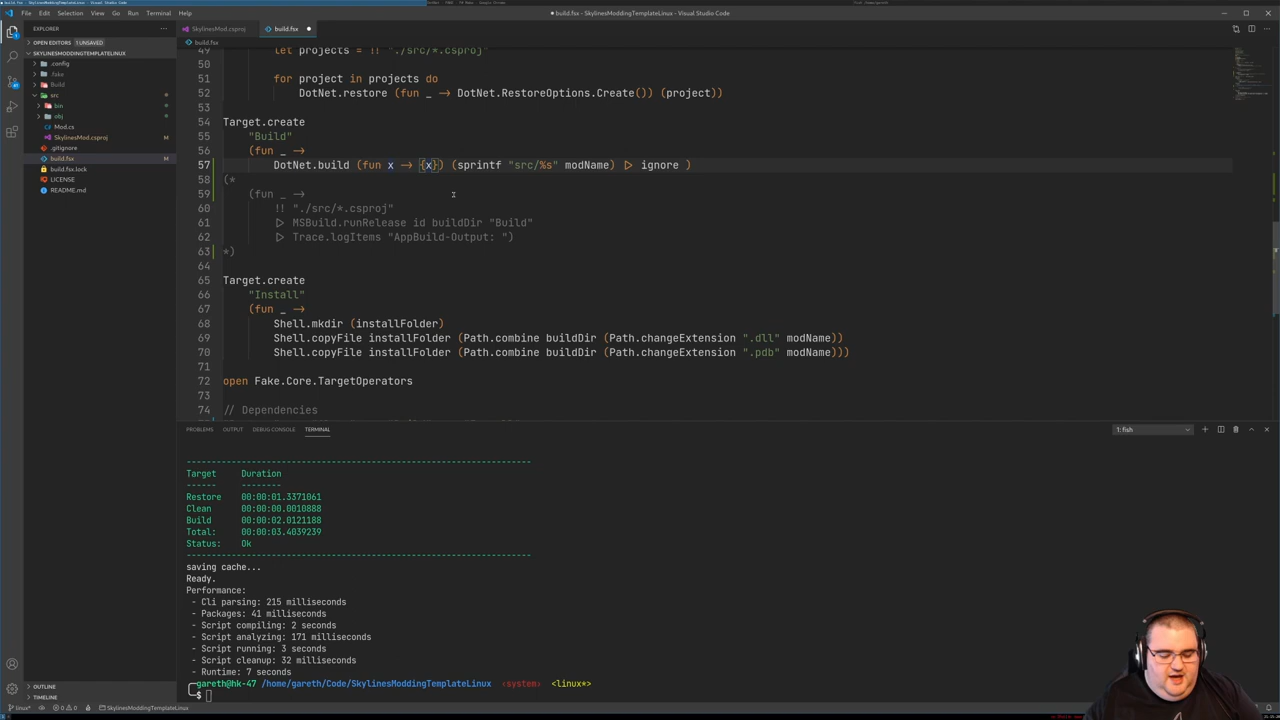 build.fsx - SkylinesModdingTemplateLinux
File Edit Selection View Go Run Terminal Help
● build.fsx - SkylinesModdingTemplateLinux - Visual Studio Code
EXPLORER
SkylinesMod.csproj
build.fsx ●
OPEN EDITORS 1 UNSAVED
build.fsx
SKYLINESMODDINGTEMPLATELINUX
.config
.fake
Build
src
bin
obj
Mod.cs
SkylinesMod.csproj M
.gitignore
build.fsx M
build.fsx.lock
LICENSE
README.md
49 let projects = !! "./src/*.csproj"
50
51 for project in projects do
52 DotNet.restore (fun _ -> DotNet.RestoreOptions.Create()) (project))
53
54 Target.create
55 "Build"
56 (fun _ ->
57 DotNet.build (fun x -> {x}) (sprintf "src/%s" modName) |> ignore )
58 (*
59 (fun _ ->
60 !! "./src/*.csproj"
61 |> MSBuild.runRelease id buildDir "Build"
62 |> Trace.logItems "AppBuild-Output: ")
63 *)
64
65 Target.create
66 "Install"
67 (fun _ ->
68 Shell.mkdir (installFolder)
69 Shell.copyFile installFolder (Path.combine buildDir (Path.changeExtension ".dll" modName))
70 Shell.copyFile installFolder (Path.combine buildDir (Path.changeExtension ".pdb" modName)))
71
72 open Fake.Core.TargetOperators
73
74 // Dependencies
PROBLEMS OUTPUT DEBUG CONSOLE TERMINAL
1: fish
---------------------------------------------------------------------
Target Duration
------ --------
Restore 00:00:01.3371061
Clean 00:00:00.0010888
Build 00:00:02.0121188
Total: 00:00:03.4039239
Status: Ok
---------------------------------------------------------------------
saving cache...
Ready.
Performance:
- Cli parsing: 215 milliseconds
- Packages: 41 milliseconds
- Script compiling: 2 seconds
- Script analyzing: 171 milliseconds
- Script running: 3 seconds
- Script cleanup: 32 milliseconds
- Runtime: 7 seconds
gareth@hk-47 /home/gareth/Code/SkylinesModdingTemplateLinux ‹system› <linux*>
$
OUTLINE
TIMELINE
linux* 0 0 SkylinesModdingTemplateLinux